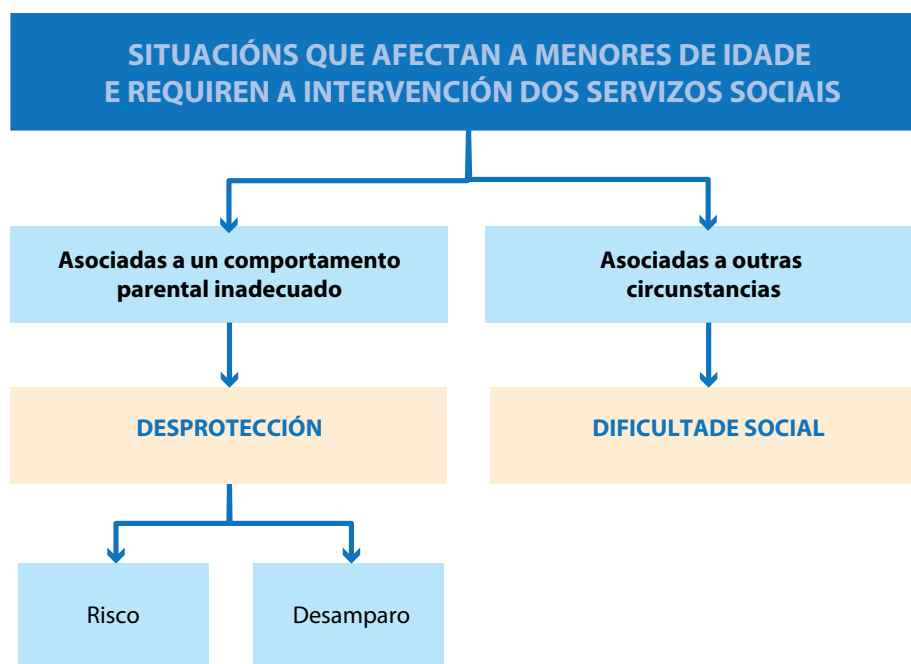 SITUACIÓNS QUE AFECTAN A MENORES DE IDADE
E REQUIREN A INTERVENCIÓN DOS SERVIZOS SOCIAIS
Asociadas a un comportamento
parental inadecuado
Asociadas a outras
circunstancias
DESPROTECCIÓN
DIFICULTADE SOCIAL
Risco
Desamparo